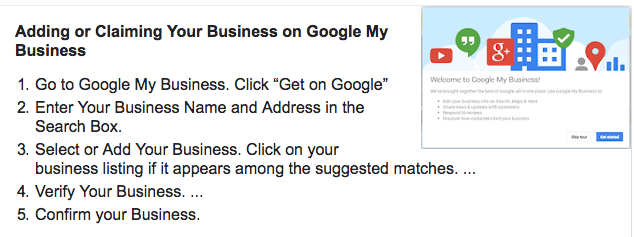 Adding or Claiming Your Business on Google My
Business
1. Go to Google My Business. Click “Get on Google”
2. Enter Your Business Name and Address in the
Search Box.
3. Select or Add Your Business. Click on your
business listing if it appears among the suggested matches. ...
4. Verify Your Business. ...
5. Confirm your Business.
g+
Welcome to Google My Business!
We've brought together the best of Google, all in one place. Use Google My Business to:
Edit your business info on Search, Maps & more
Share news & updates with customers
Respond to reviews
Discover how customers find your business
Skip tour
Get started!